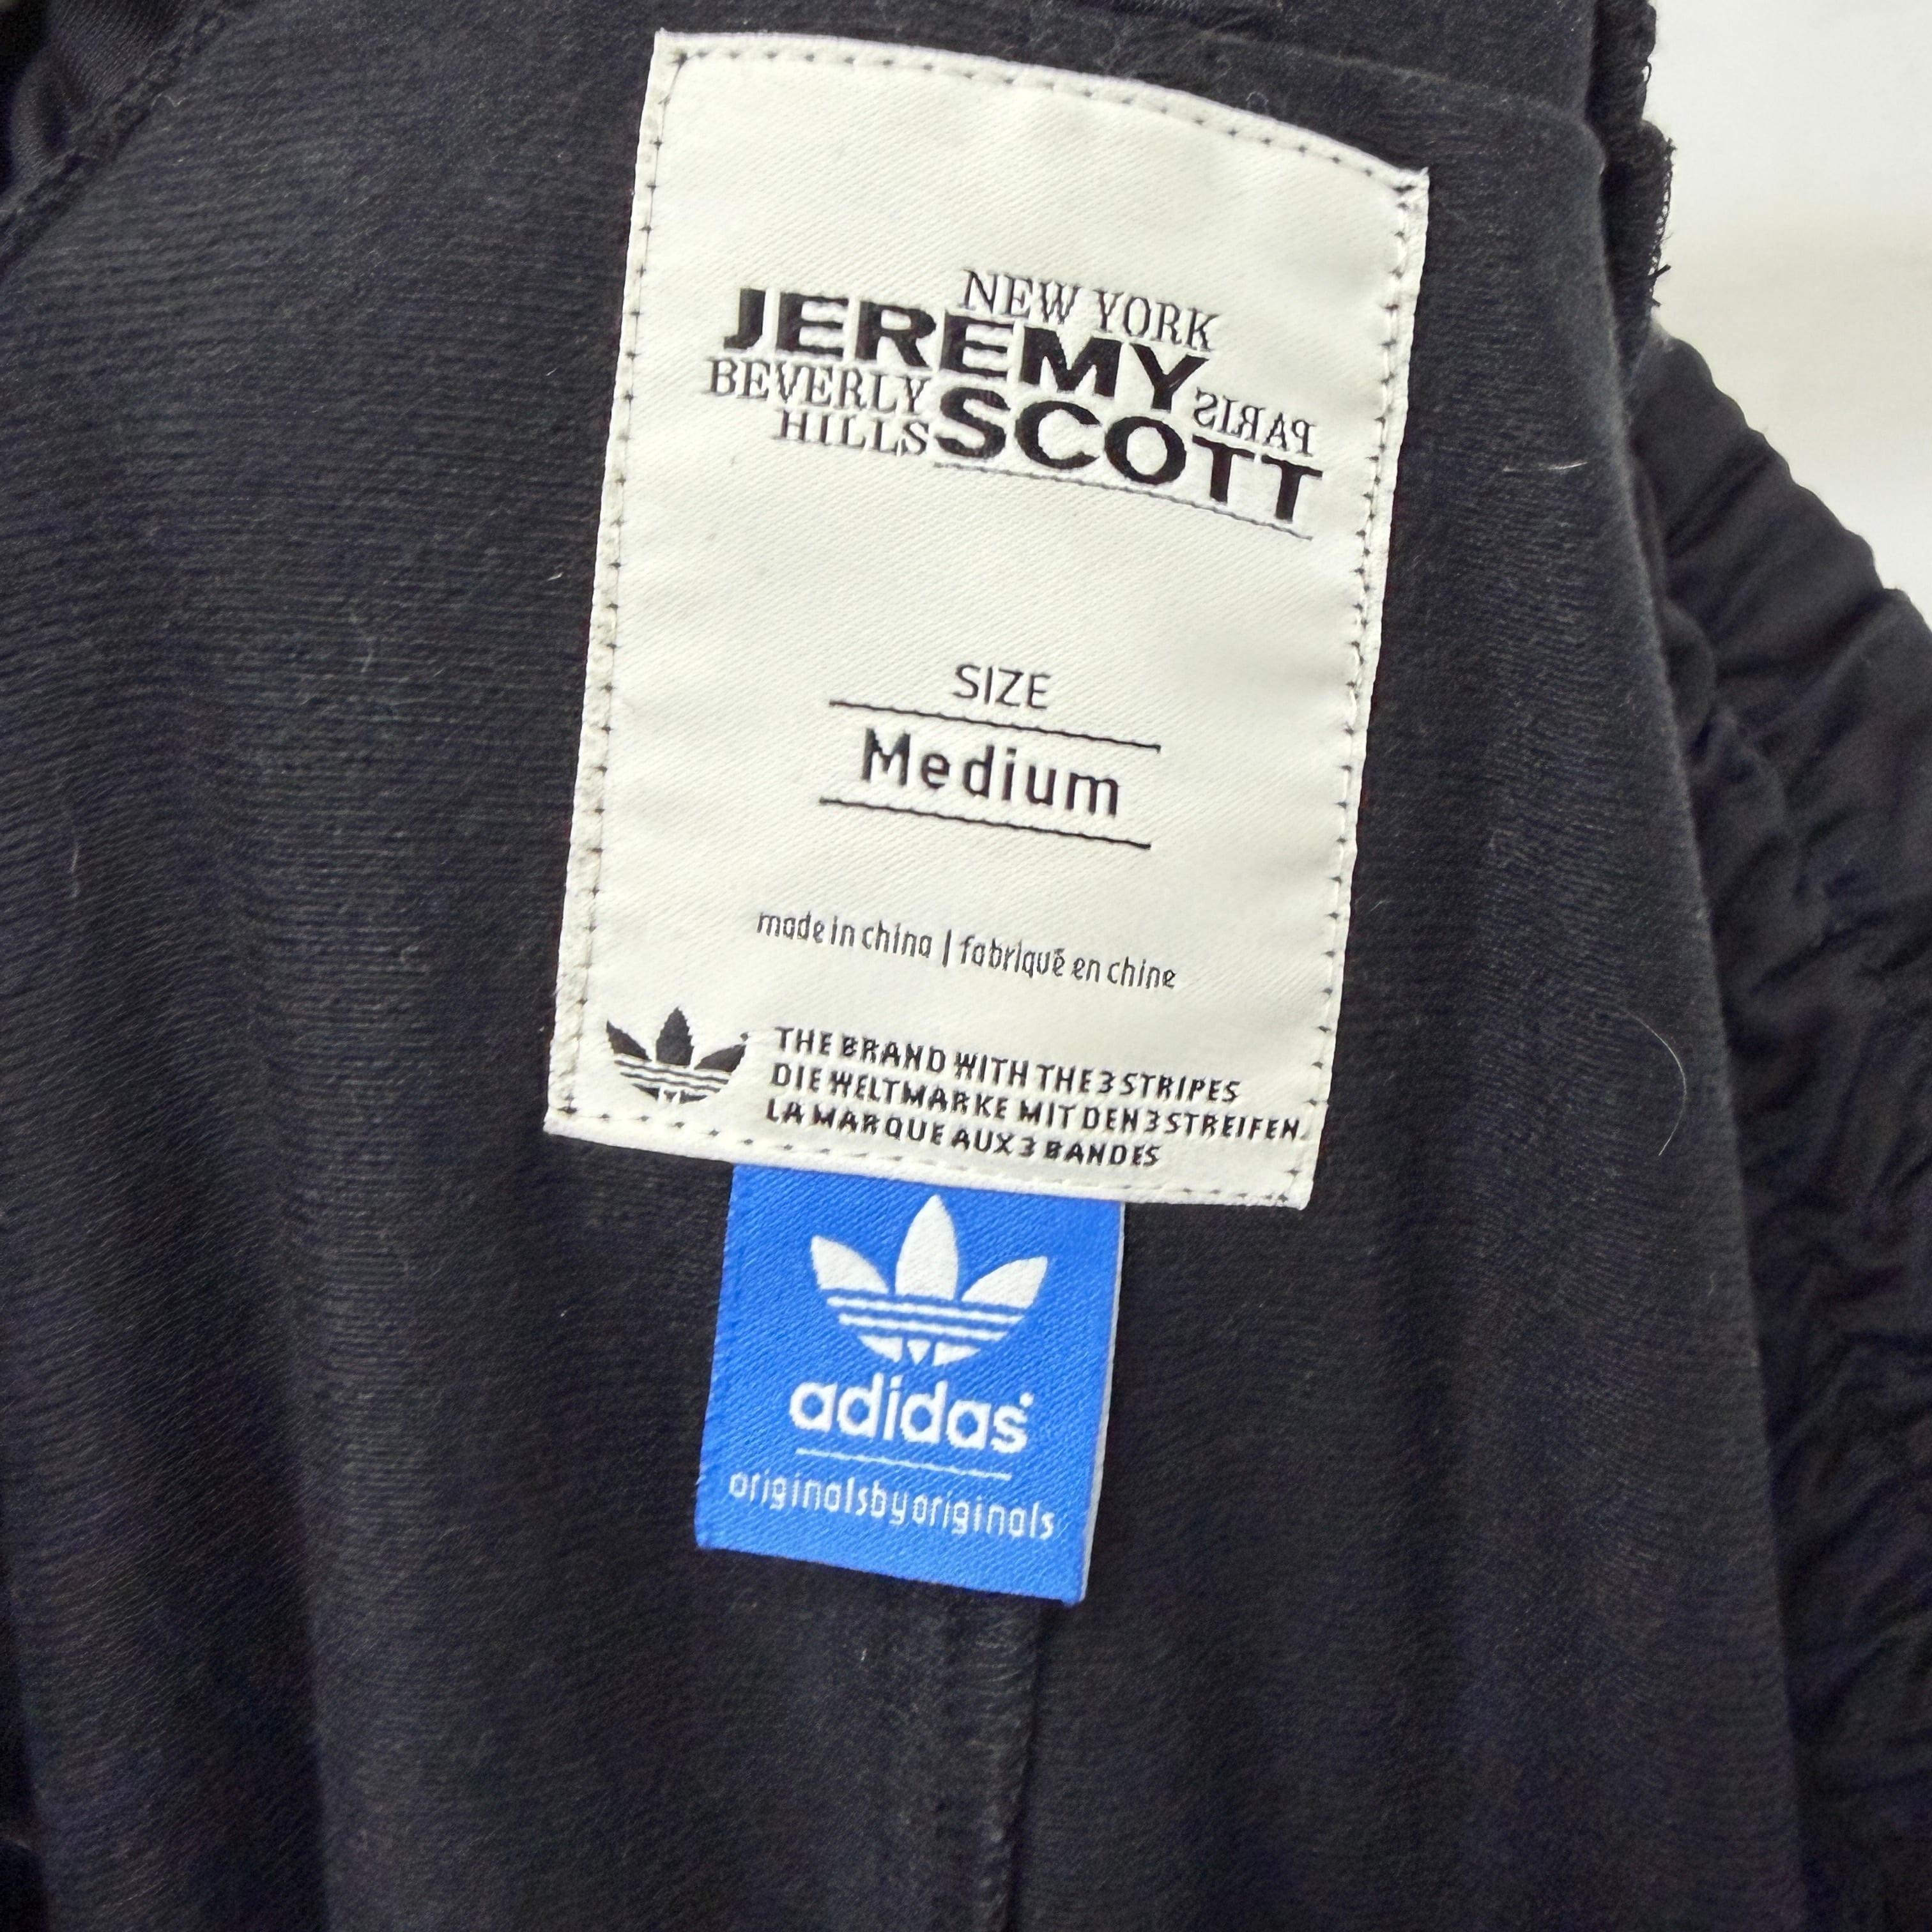 NEW YORK
JEREMY
BEVERLY PARIS
HILLS SCOTT
SIZE
Medium
made in china | fabriqué en chine
THE BRAND WITH THE 3 STRIPES
DIE WELTMARKE MIT DEN 3 STREIFEN
LA MARQUE AUX 3 BANDES
adidas
originalsbyoriginals